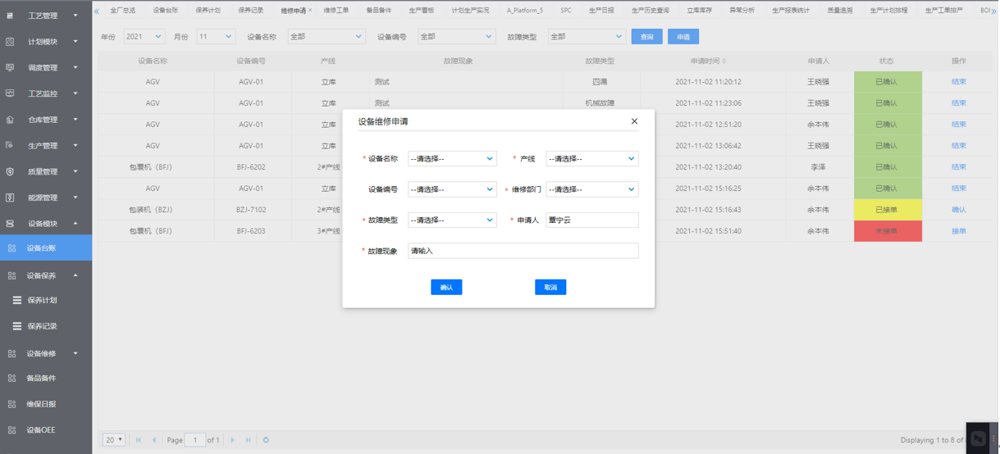 工艺管理
计划模块
调度管理
工艺监控
仓库管理
生产管理
质量管理
能源管理
设备模块
设备台账
设备保养
保养计划
保养记录
设备维修
备品备件
维保日报
设备OEE
全厂总览 设备台账 保养计划 保养记录 维修申请 × 维修工单 备品备件 生产看板 计划生产实况 A_Platform_5 SPC 生产日报 生产历史查询 立库库存 异常分析 生产报表统计 质量追溯 生产计划排程 生产工单排产 BOI
年份 2021 月份 11 设备名称 全部 设备编号 全部 故障类型 全部 查询 申请
设备名称 设备编号 产线 故障现象 故障类型 申请时间 申请人 状态 操作
AGV AGV-01 立库 测试 四漏 2021-11-02 11:20:12 王晓强 已确认 结束
AGV AGV-01 立库 测试 机械故障 2021-11-02 11:23:06 王晓强 已确认 结束
AGV AGV-01 立库 2021-11-02 12:51:20 余本伟 已确认 结束
AGV AGV-01 立库 2021-11-02 13:06:42 王晓强 已确认 结束
包覆机（BFJ） BFJ-6202 2#产线 2021-11-02 13:20:40 李泽 已确认 结束
AGV AGV-01 立库 2021-11-02 15:16:25 余本伟 已确认 结束
包装机（BZJ） BZJ-7102 2#产线 2021-11-02 15:16:43 余本伟 已接单 确认
包覆机（BFJ） BFJ-6203 3#产线 2021-11-02 15:51:40 余本伟 未接单 接单
设备维修申请
* 设备名称 --请选择-- * 产线 --请选择--
设备编号 --请选择-- * 维修部门 --请选择--
* 故障类型 --请选择-- * 申请人 覃宁云
* 故障现象 请输入
确认 取消
20 Page 1 of 1 Displaying 1 to 8 of